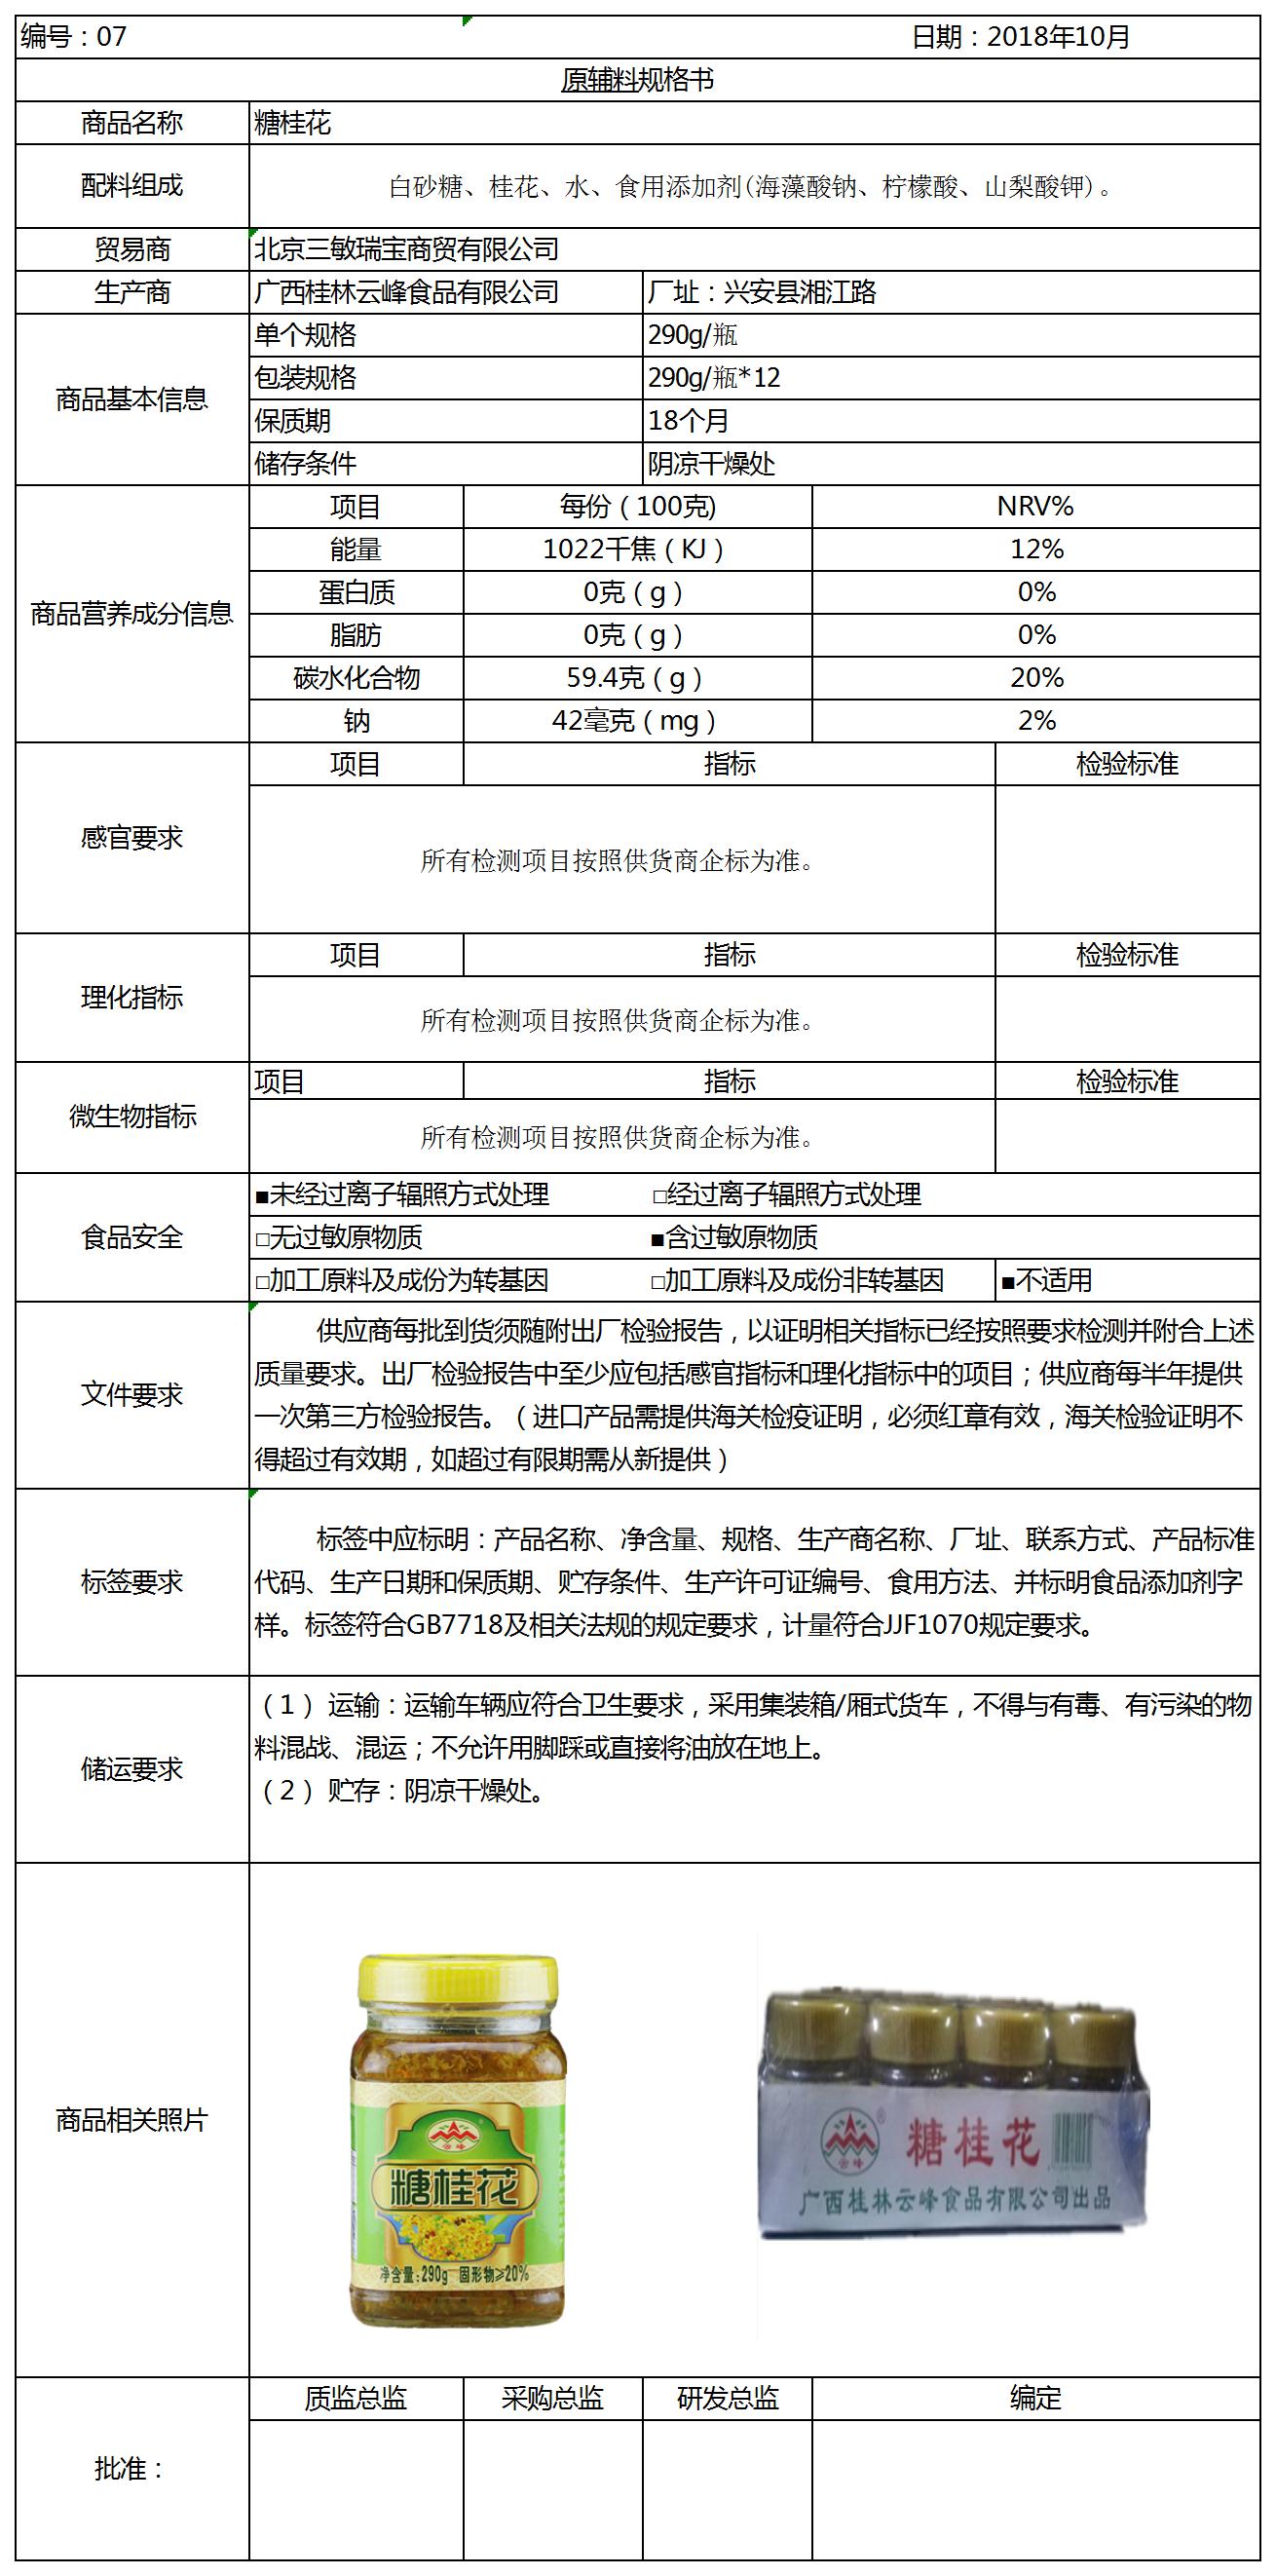 编号：07 日期：2018年10月
原辅料规格书
商品名称 糖桂花
配料组成 白砂糖、桂花、水、食用添加剂(海藻酸钠、柠檬酸、山梨酸钾)。
贸易商 北京三敏瑞宝商贸有限公司
生产商 广西桂林云峰食品有限公司 厂址：兴安县湘江路
商品基本信息
单个规格 290g/瓶
包装规格 290g/瓶*12
保质期 18个月
储存条件 阴凉干燥处
商品营养成分信息
项目 每份（100克） NRV%
能量 1022千焦（KJ） 12%
蛋白质 0克（g） 0%
脂肪 0克（g） 0%
碳水化合物 59.4克（g） 20%
钠 42毫克（mg） 2%
感官要求
项目 指标 检验标准
所有检测项目按照供货商企标为准。
理化指标
项目 指标 检验标准
所有检测项目按照供货商企标为准。
微生物指标
项目 指标 检验标准
所有检测项目按照供货商企标为准。
食品安全
■未经过离子辐照方式处理 □经过离子辐照方式处理
□无过敏原物质 ■含过敏原物质
□加工原料及成份为转基因 □加工原料及成份非转基因 ■不适用
文件要求
供应商每批到货须随附出厂检验报告，以证明相关指标已经按照要求检测并附合上述
质量要求。出厂检验报告中至少应包括感官指标和理化指标中的项目；供应商每半年提供
一次第三方检验报告。（进口产品需提供海关检疫证明，必须红章有效，海关检验证明不
得超过有效期，如超过有限期需从新提供）
标签要求
标签中应标明：产品名称、净含量、规格、生产商名称、厂址、联系方式、产品标准
代码、生产日期和保质期、贮存条件、生产许可证编号、食用方法、并标明食品添加剂字
样。标签符合GB7718及相关法规的规定要求，计量符合JJF1070规定要求。
储运要求
（1） 运输：运输车辆应符合卫生要求，采用集装箱/厢式货车，不得与有毒、有污染的物
料混战、混运；不允许用脚踩或直接将油放在地上。
（2） 贮存：阴凉干燥处。
商品相关照片
云峰
糖桂花
净含量:290g 固形物≥20%
云峰
糖桂花
广西桂林云峰食品有限公司出品
批准：
质监总监 采购总监 研发总监 编定